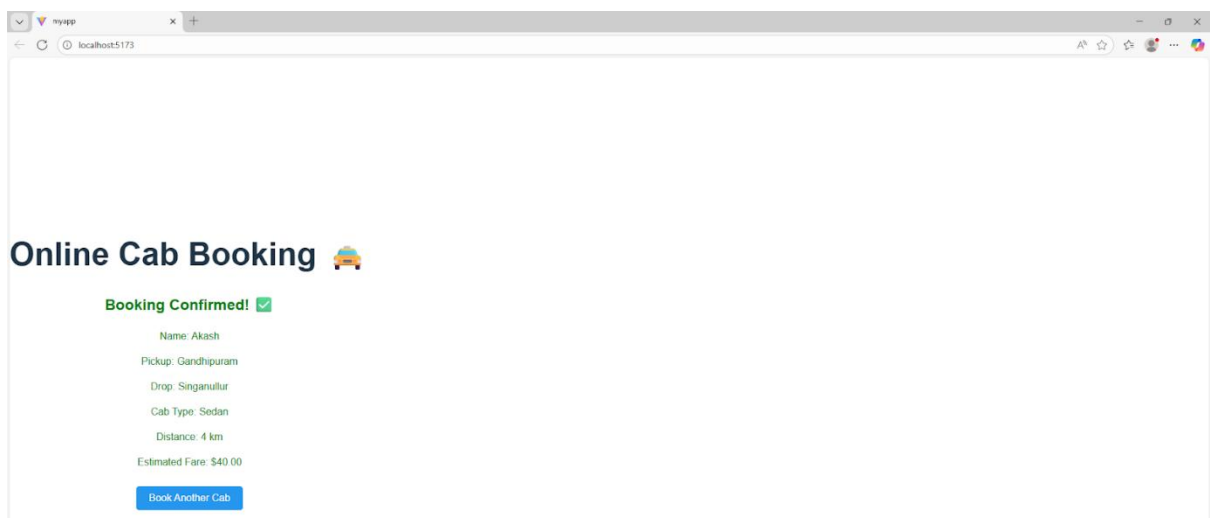 myapp
localhost:5173
Online Cab Booking 🚖
Booking Confirmed! ✅
Name: Akash
Pickup: Gandhipuram
Drop: Singanullur
Cab Type: Sedan
Distance: 4 km
Estimated Fare: $40.00
Book Another Cab